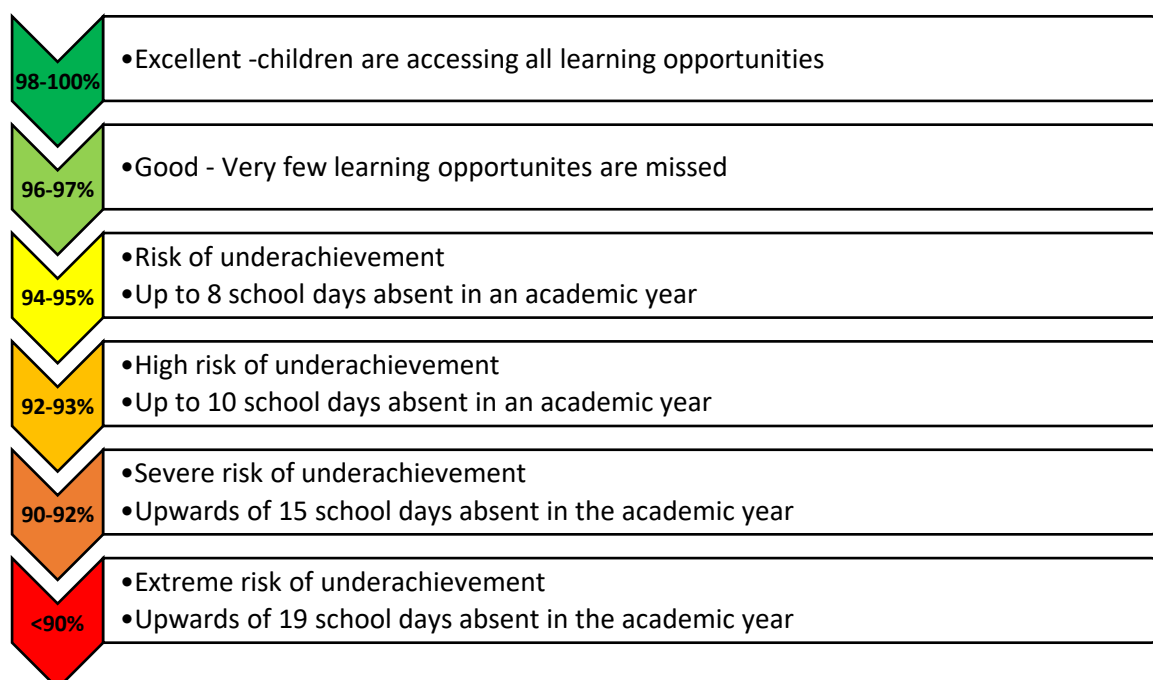 98-100%
•Excellent -children are accessing all learning opportunities
96-97%
•Good - Very few learning opportunites are missed
94-95%
•Risk of underachievement
•Up to 8 school days absent in an academic year
92-93%
•High risk of underachievement
•Up to 10 school days absent in an academic year
90-92%
•Severe risk of underachievement
•Upwards of 15 school days absent in the academic year
<90%
•Extreme risk of underachievement
•Upwards of 19 school days absent in the academic year